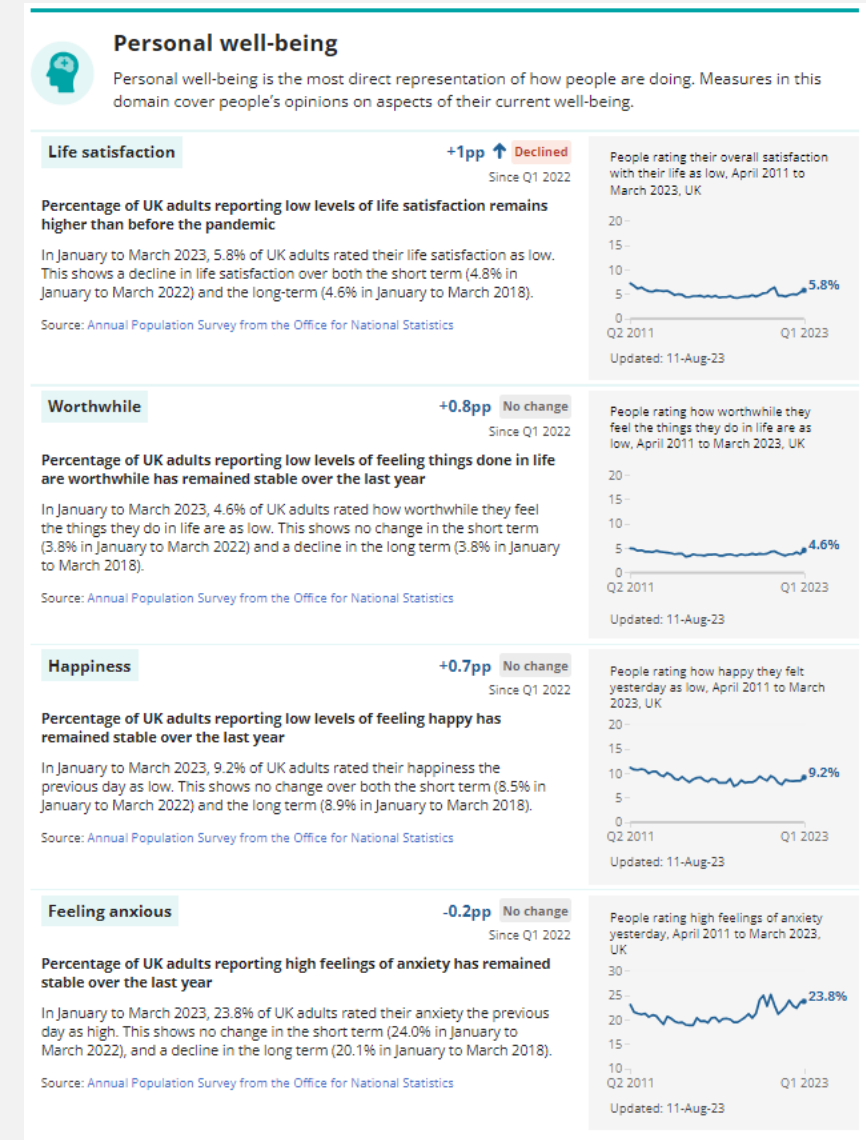 Personal well-being
Personal well-being is the most direct representation of how people are doing. Measures in this
domain cover people's opinions on aspects of their current well-being.
Life satisfaction
+1pp ↑ Declined
Since Q1 2022
Percentage of UK adults reporting low levels of life satisfaction remains
higher than before the pandemic
In January to March 2023, 5.8% of UK adults rated their life satisfaction as low.
This shows a decline in life satisfaction over both the short term (4.8% in
January to March 2022) and the long-term (4.6% in January to March 2018).
Source: Annual Population Survey from the Office for National Statistics
People rating their overall satisfaction
with their life as low, April 2011 to
March 2023, UK
20
15
10
5
0
5.8%
Q2 2011 Q1 2023
Updated: 11-Aug-23
Worthwhile
+0.8pp No change
Since Q1 2022
Percentage of UK adults reporting low levels of feeling things done in life
are worthwhile has remained stable over the last year
In January to March 2023, 4.6% of UK adults rated how worthwhile they feel
the things they do in life are as low. This shows no change in the short term
(3.8% in January to March 2022) and a decline in the long term (3.8% in January
to March 2018).
Source: Annual Population Survey from the Office for National Statistics
People rating how worthwhile they
feel the things they do in life are as
low, April 2011 to March 2023, UK
20
15
10
5
0
4.6%
Q2 2011 Q1 2023
Updated: 11-Aug-23
Happiness
+0.7pp No change
Since Q1 2022
Percentage of UK adults reporting low levels of feeling happy has
remained stable over the last year
In January to March 2023, 9.2% of UK adults rated their happiness the
previous day as low. This shows no change over both the short term (8.5% in
January to March 2022) and the long term (8.9% in January to March 2018).
Source: Annual Population Survey from the Office for National Statistics
People rating how happy they felt
yesterday as low, April 2011 to March
2023, UK
20
15
10
5
0
9.2%
Q2 2011 Q1 2023
Updated: 11-Aug-23
Feeling anxious
-0.2pp No change
Since Q1 2022
Percentage of UK adults reporting high feelings of anxiety has remained
stable over the last year
In January to March 2023, 23.8% of UK adults rated their anxiety the previous
day as high. This shows no change in the short term (24.0% in January to
March 2022), and a decline in the long term (20.1% in January to March 2018).
Source: Annual Population Survey from the Office for National Statistics
People rating high feelings of anxiety
yesterday, April 2011 to March 2023,
UK
30
25
20
15
10
23.8%
Q2 2011 Q1 2023
Updated: 11-Aug-23